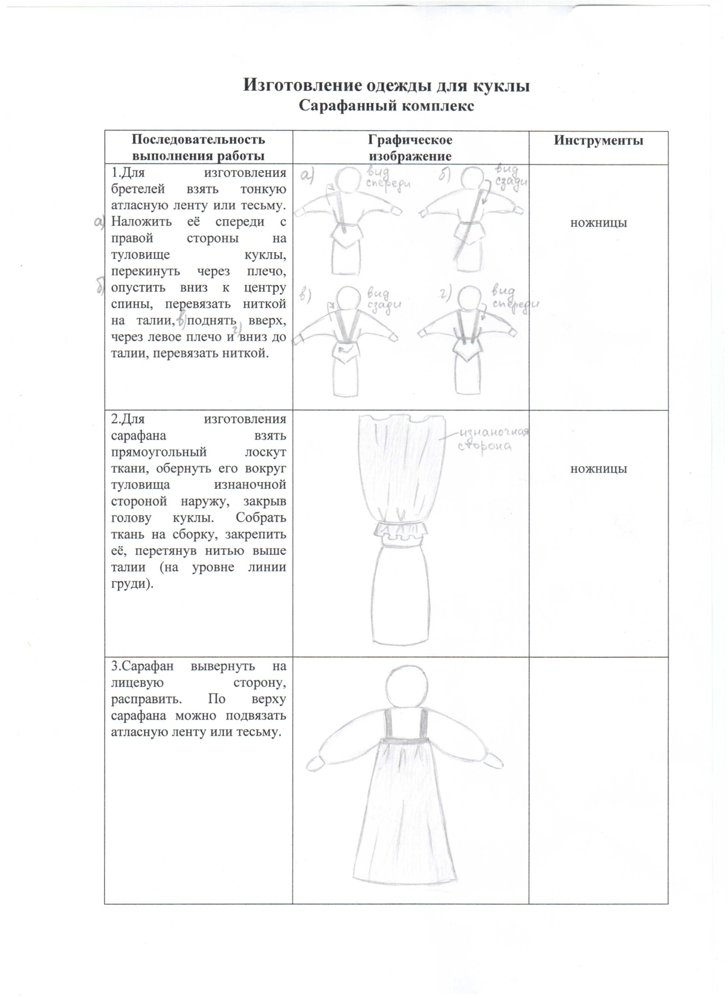 Изготовление одежды для куклы
Сарафанный комплекс
Последовательность
выполнения работы
Графическое
изображение
Инструменты
1.Для изготовления
бретелей взять тонкую
атласную ленту или тесьму.
а) Наложить её спереди с
правой стороны на
туловище куклы,
перекинуть через плечо,
б) опустить вниз к центру
спины, перевязать ниткой
на талии, в) поднять вверх,
через левое плечо и г) вниз до
талии, перевязать ниткой.
а) вид
спереди
б) вид
сзади
в) вид
сзади
г) вид
спереди
ножницы
2.Для изготовления
сарафана взять
прямоугольный лоскут
ткани, обернуть его вокруг
туловища изнаночной
стороной наружу, закрыв
голову куклы. Собрать
ткань на сборку, закрепить
её, перетянув нитью выше
талии (на уровне линии
груди).
изнаночная
сторона
ножницы
3.Сарафан вывернуть на
лицевую сторону,
расправить. По верху
сарафана можно подвязать
атласную ленту или тесьму.